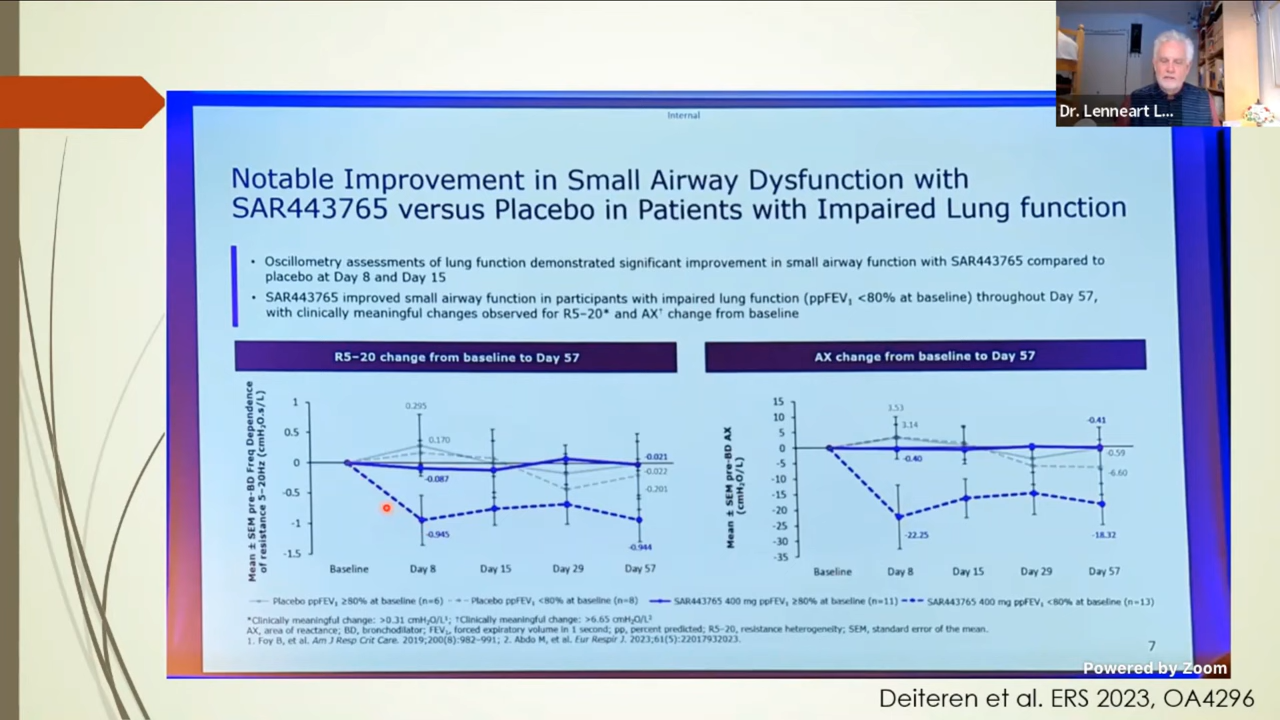 Dr. Lenneart L...
Internal
Notable Improvement in Small Airway Dysfunction with
SAR443765 versus Placebo in Patients with Impaired Lung function
• Oscillometry assessments of lung function demonstrated significant improvement in small airway function with SAR443765 compared to
placebo at Day 8 and Day 15
• SAR443765 improved small airway function in participants with impaired lung function (ppFEV₁ <80% at baseline) throughout Day 57,
with clinically meaningful changes observed for R5–20* and AX† change from baseline
R5–20 change from baseline to Day 57
Mean ± SEM pre-BD Freq Dependence
of resistance 5–20Hz (cmH₂O.s/L)
1
0.5
0
-0.5
-1
-1.5
0.295
0.170
-0.087
-0.945
-0.021
-0.022
-0.201
-0.944
Baseline Day 8 Day 15 Day 29 Day 57
AX change from baseline to Day 57
Mean ± SEM pre-BD AX
(cmH₂O/L)
15
10
5
0
-5
-10
-15
-20
-25
-30
-35
3.53
3.14
-0.40
-22.25
-0.41
-0.59
-6.60
-18.32
Baseline Day 8 Day 15 Day 29 Day 57
Placebo ppFEV₁ ≥80% at baseline (n=6) Placebo ppFEV₁ <80% at baseline (n=8) SAR443765 400 mg ppFEV₁ ≥80% at baseline (n=11) SAR443765 400 mg ppFEV₁ <80% at baseline (n=13)
*Clinically meaningful change: >0.31 cmH₂O/L¹; †Clinically meaningful change: >6.65 cmH₂O/L²
AX, area of reactance; BD, bronchodilator; FEV₁, forced expiratory volume in 1 second; pp, percent predicted; R5–20, resistance heterogeneity; SEM, standard error of the mean.
1. Foy B, et al. Am J Resp Crit Care. 2019;200(8):982–991; 2. Abdo M, et al. Eur Respir J. 2023;61(5):22017932023.
7
Powered by Zoom
Deiteren et al. ERS 2023, OA4296